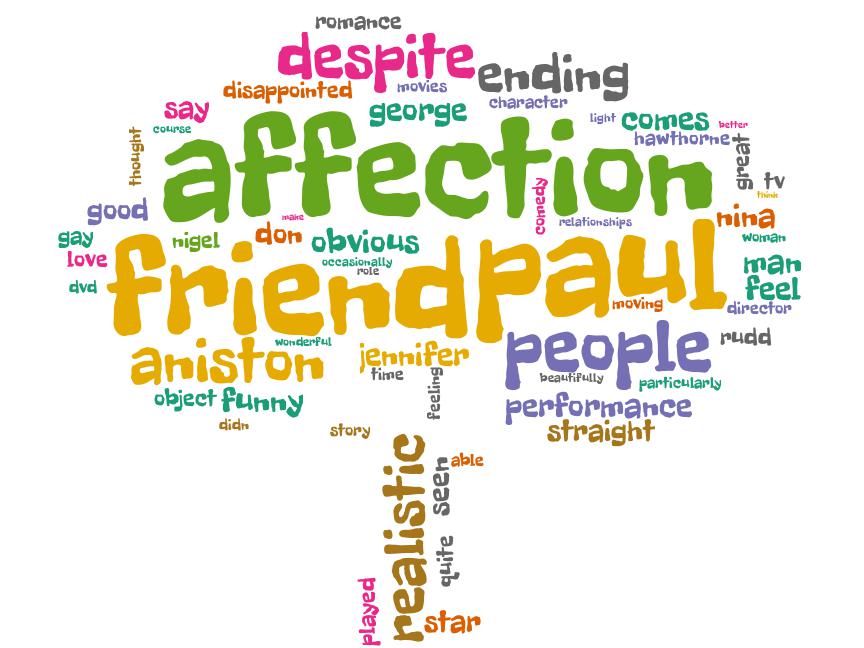 romance
despite
ending
disappointed
movies
say
george
character
course
light
comes
better
thought
affection
hawthorne
great
tv
think
good
comedy
make
relationships
nina
gay
nigel
don
obvious
woman
love
occasionally
role
man
dvd
friend
paul
feel
moving
director
aniston
wonderful
jennifer
people
rudd
time
beautifully
particularly
object
funny
feeling
performance
didn
story
straight
realistic
seen
able
quite
played
star